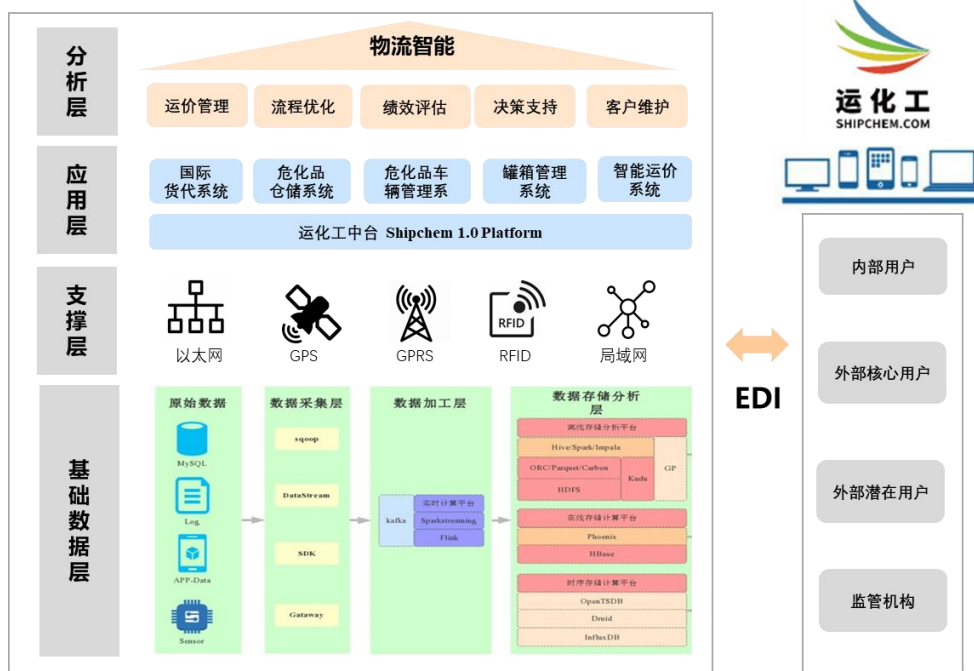 分析层
物流智能
运价管理
流程优化
绩效评估
决策支持
客户维护
应用层
国际
货代系统
危化品
仓储系统
危化品车
辆管理系
罐箱管理
系统
智能运价
系统
运化工中台 Shipchem 1.0 Platform
支撑层
以太网
GPS
GPRS
RFID
RFID
局域网
基础数据层
原始数据
MySQL
Log
APP-Data
Sensor
数据采集层
sqoop
DataStream
SDK
Gataway
数据加工层
kafka
实时计算平台
Sparkstreaming
Flink
数据存储分析
层
离线存储分析平台
Hive/Spark/Impala
ORC/Parquet/Carbon
HDFS
Kudu
GP
在线存储计算平台
Phoenix
HBase
时序存储计算平台
OpenTSDB
Druid
InfluxDB
EDI
运化工
SHIPCHEM.COM
内部用户
外部核心用户
外部潜在用户
监管机构